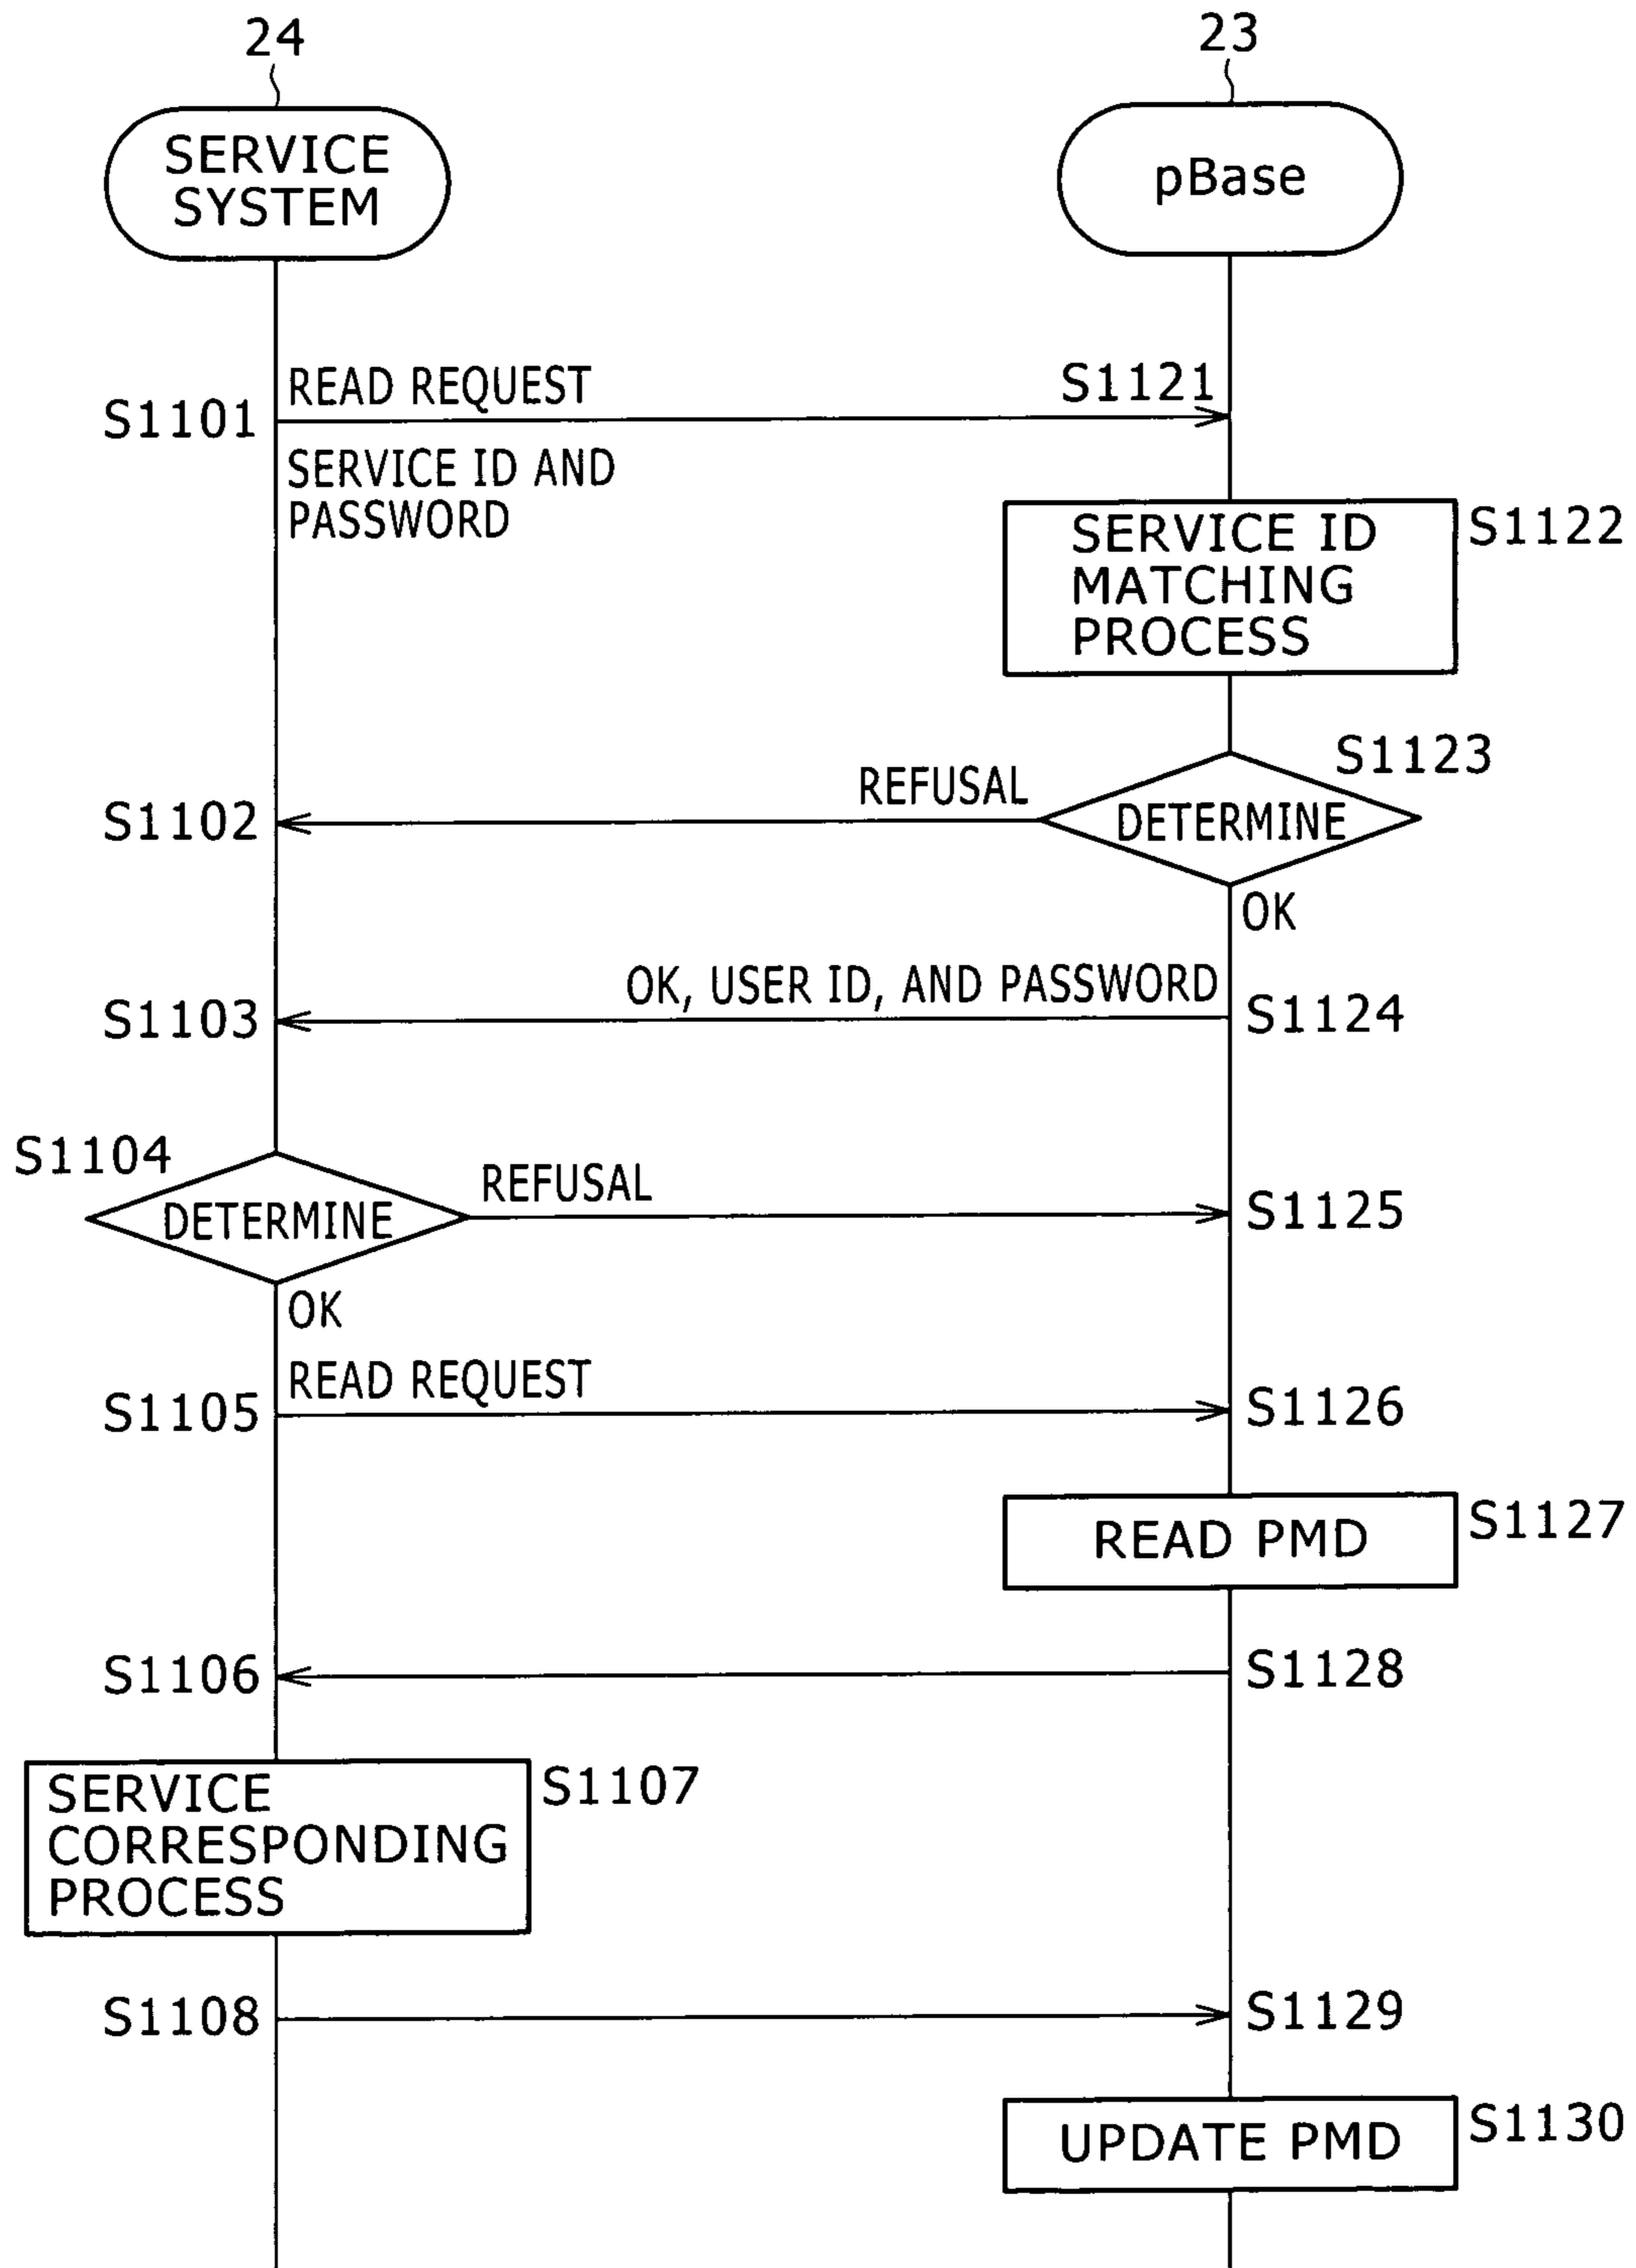 24
23
SERVICE
SYSTEM
pBase
READ REQUEST
S1121
S1101
SERVICE ID AND
PASSWORD
SERVICE ID
MATCHING
PROCESS
S1122
S1123
REFUSAL
DETERMINE
S1102
OK
OK, USER ID, AND PASSWORD
S1103
S1124
S1104
REFUSAL
DETERMINE
S1125
OK
READ REQUEST
S1105
S1126
READ PMD
S1127
S1106
S1128
SERVICE
CORRESPONDING
PROCESS
S1107
S1108
S1129
UPDATE PMD
S1130